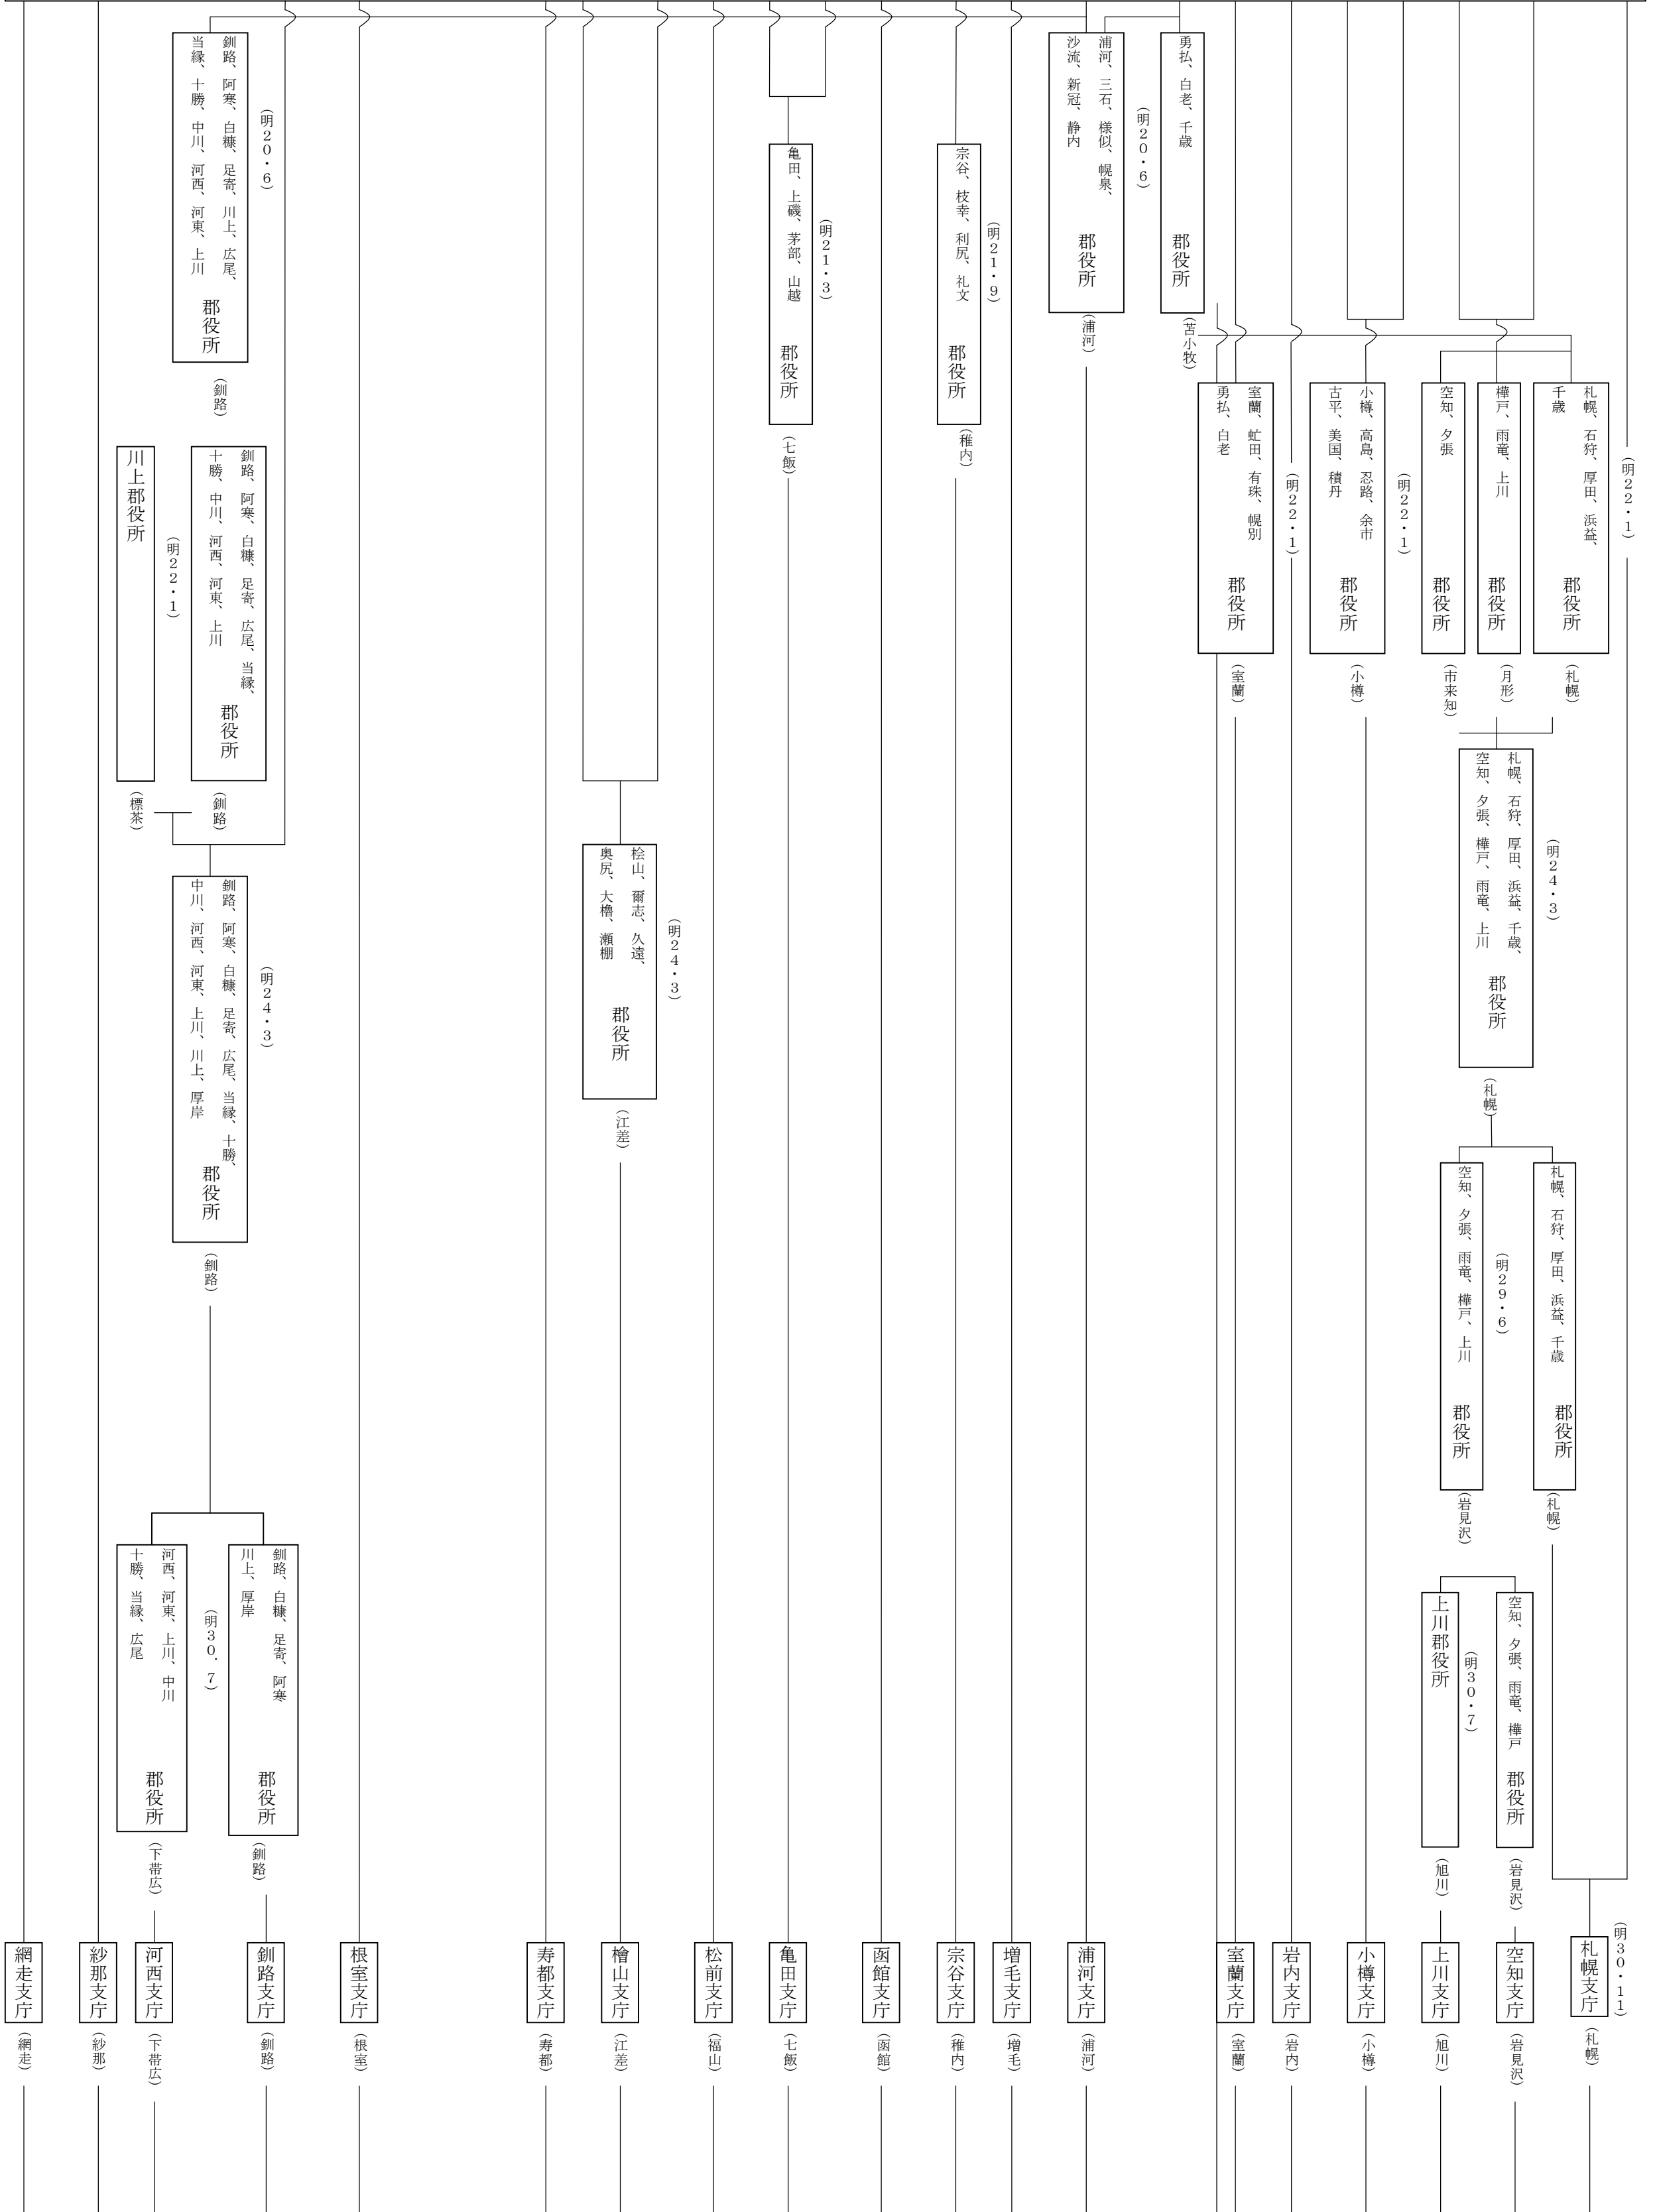 勇払、白老、千歳
郡役所
（苫小牧）
（明２０・６）
浦河、三石、様似、幌泉、
沙流、新冠、静内
郡役所
（浦河）
（明２１・９）
宗谷、枝幸、利尻、礼文
郡役所
（稚内）
（明２１・３）
亀田、上磯、茅部、山越
郡役所
（七飯）
（明２０・６）
釧路、阿寒、白糠、足寄、川上、広尾、
当縁、十勝、中川、河西、河東、上川
郡役所
（釧路）
（明２２・１）
札幌、石狩、厚田、浜益、
千歳
郡役所
（札幌）
樺戸、雨竜、上川
郡役所
（月形）
空知、夕張
郡役所
（市来知）
（明２２・１）
小樽、高島、忍路、余市
古平、美国、積丹
郡役所
（小樽）
（明２２・１）
室蘭、虻田、有珠、幌別
勇払、白老
郡役所
（室蘭）
釧路、阿寒、白糠、足寄、広尾、当縁、
十勝、中川、河西、河東、上川
郡役所
（釧路）
（明２２・１）
川上郡役所
（標茶）
（明２４・３）
札幌、石狩、厚田、浜益、千歳、
空知、夕張、樺戸、雨竜、上川
郡役所
（札幌）
（明２４・３）
桧山、爾志、久遠、
奥尻、大櫓、瀬棚
郡役所
（江差）
（明２４・３）
釧路、阿寒、白糠、足寄、広尾、当縁、十勝、
中川、河西、河東、上川、川上、厚岸
郡役所
（釧路）
札幌、石狩、厚田、浜益、千歳
郡役所
（札幌）
（明２９・６）
空知、夕張、雨竜、樺戸、上川
郡役所
（岩見沢）
空知、夕張、雨竜、樺戸
郡役所
（岩見沢）
（明３０・７）
上川郡役所
（旭川）
釧路、白糠、足寄、阿寒
川上、厚岸
郡役所
（釧路）
（明３０．７）
河西、河東、上川、中川
十勝、当縁、広尾
郡役所
（下帯広）
（明３０・１１）
札幌支庁
（札幌）
空知支庁
（岩見沢）
上川支庁
（旭川）
小樽支庁
（小樽）
岩内支庁
（岩内）
室蘭支庁
（室蘭）
浦河支庁
（浦河）
増毛支庁
（増毛）
宗谷支庁
（稚内）
函館支庁
（函館）
亀田支庁
（七飯）
松前支庁
（福山）
檜山支庁
（江差）
寿都支庁
（寿都）
根室支庁
（根室）
釧路支庁
（釧路）
河西支庁
（下帯広）
紗那支庁
（紗那）
網走支庁
（網走）